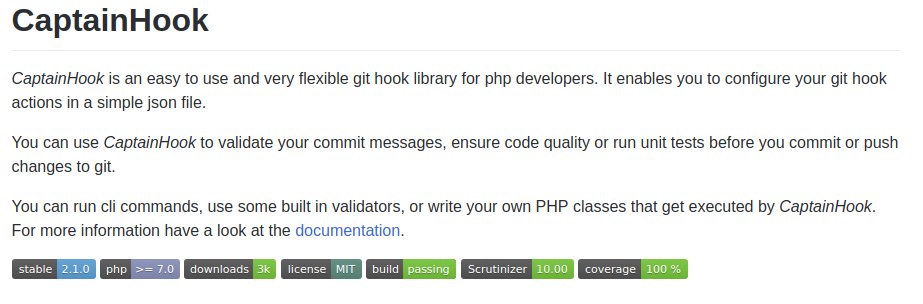 CaptainHook
CaptainHook is an easy to use and very flexible git hook library for php developers. It enables you to configure your git hook
actions in a simple json file.
You can use CaptainHook to validate your commit messages, ensure code quality or run unit tests before you commit or push
changes to git.
You can run cli commands, use some built in validators, or write your own PHP classes that get executed by CaptainHook.
For more information have a look at the documentation.
stable 2.1.0 php >= 7.0 downloads 3k license MIT build passing Scrutinizer 10.00 coverage 100 %